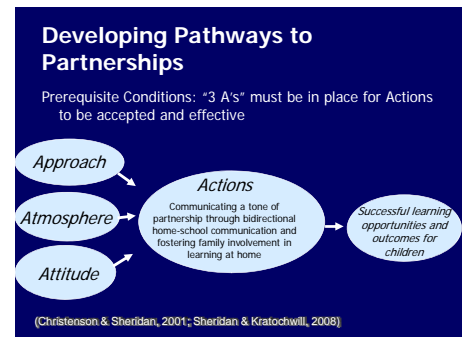 Developing Pathways to
Partnerships
Prerequisite Conditions: “3 A’s” must be in place for Actions
to be accepted and effective
Approach
Atmosphere
Attitude
Actions
Communicating a tone of
partnership through bidirectional
home-school communication and
fostering family involvement in
learning at home
Successful learning
opportunities and
outcomes for
children
(Christenson & Sheridan, 2001; Sheridan & Kratochwill, 2008)